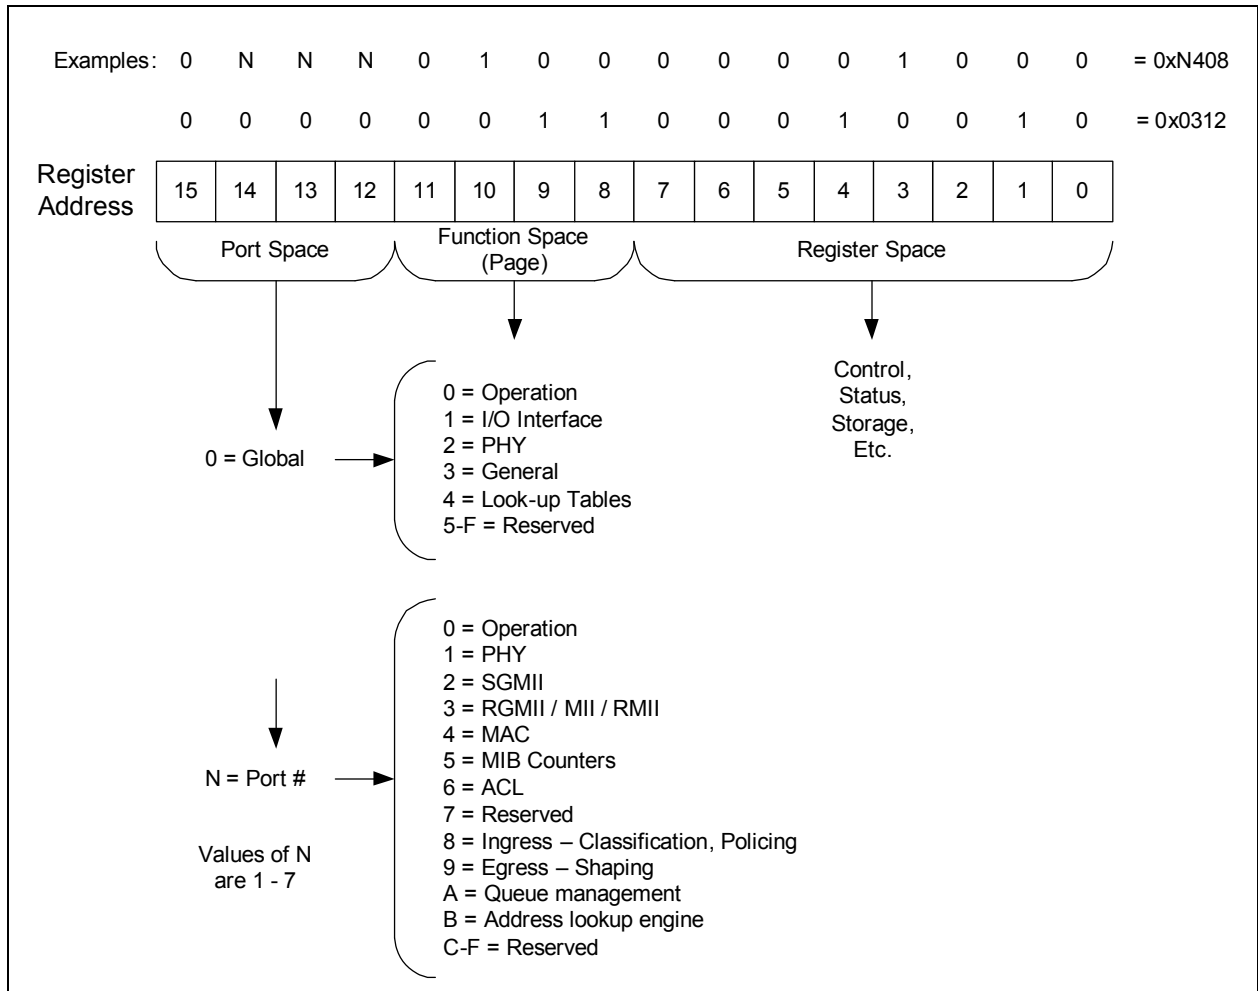 Examples: 0 N N N 0 1 0 0 0 0 0 0 1 0 0 0 = 0xN408
0 0 0 0 0 0 1 1 0 0 0 1 0 0 1 0 = 0x0312
Register
Address
15 14 13 12 11 10 9 8 7 6 5 4 3 2 1 0
Port Space
Function Space
(Page)
Register Space
0 = Global
0 = Operation
1 = I/O Interface
2 = PHY
3 = General
4 = Look-up Tables
5-F = Reserved
Control,
Status,
Storage,
Etc.
N = Port #
Values of N
are 1 - 7
0 = Operation
1 = PHY
2 = SGMII
3 = RGMII / MII / RMII
4 = MAC
5 = MIB Counters
6 = ACL
7 = Reserved
8 = Ingress – Classification, Policing
9 = Egress – Shaping
A = Queue management
B = Address lookup engine
C-F = Reserved